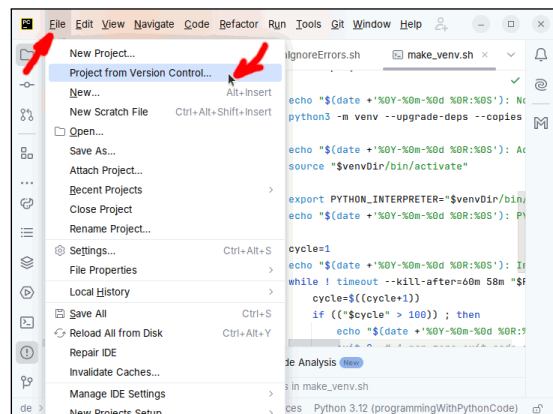 PC File Edit View Navigate Code Refactor Run Tools Git Window Help
New Project...
Project from Version Control...
New... Alt+Insert
New Scratch File Ctrl+Alt+Shift+Insert
Open...
Save As...
Attach Project...
Recent Projects
Close Project
Rename Project...
Settings... Ctrl+Alt+S
File Properties
Local History
Save All Ctrl+S
Reload All from Disk Ctrl+Alt+Y
Repair IDE
Invalidate Caches...
Manage IDE Settings
New Projects Setup
IgnoreErrors.sh make_venv.sh
echo "$(date +'%0Y-%0m-%0d %0R:%0S'): No
python3 -m venv --upgrade-deps --copies
echo "$(date +'%0Y-%0m-%0d %0R:%0S'): Ac
source "$venvDir/bin/activate"
export PYTHON_INTERPRETER="$venvDir/bin/
echo "$(date +'%0Y-%0m-%0d %0R:%0S'): PY
cycle=1
echo "$(date +'%0Y-%0m-%0d %0R:%0S'): In
while ! timeout --kill-after=60m 58m "$P
cycle=$((cycle+1))
if (("$cycle" > 100)) ; then
echo "$(date +'%0Y-%0m-%0d %0R:%
de Analysis New
s in make_venv.sh
de
ces Python 3.12 (programmingWithPythonCode)